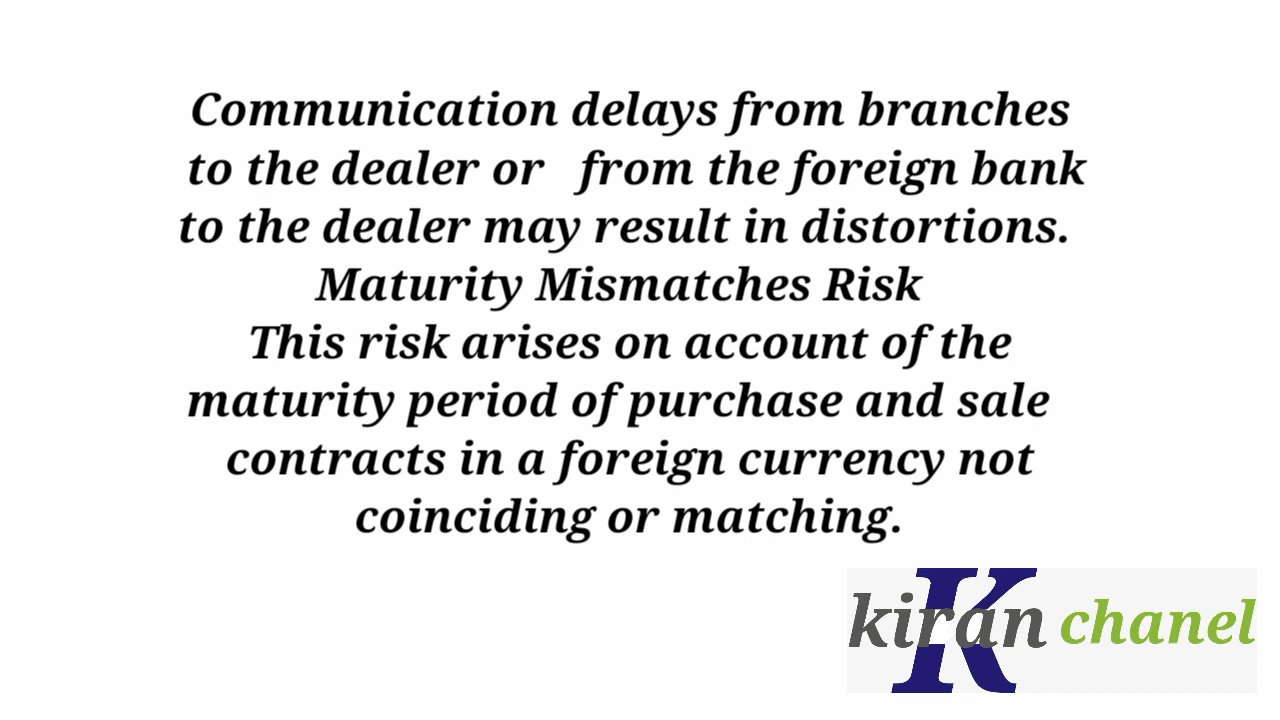 Communication delays from branches
to the dealer or from the foreign bank
to the dealer may result in distortions.
Maturity Mismatches Risk
This risk arises on account of the
maturity period of purchase and sale
contracts in a foreign currency not
coinciding or matching.
K
kiran chanel